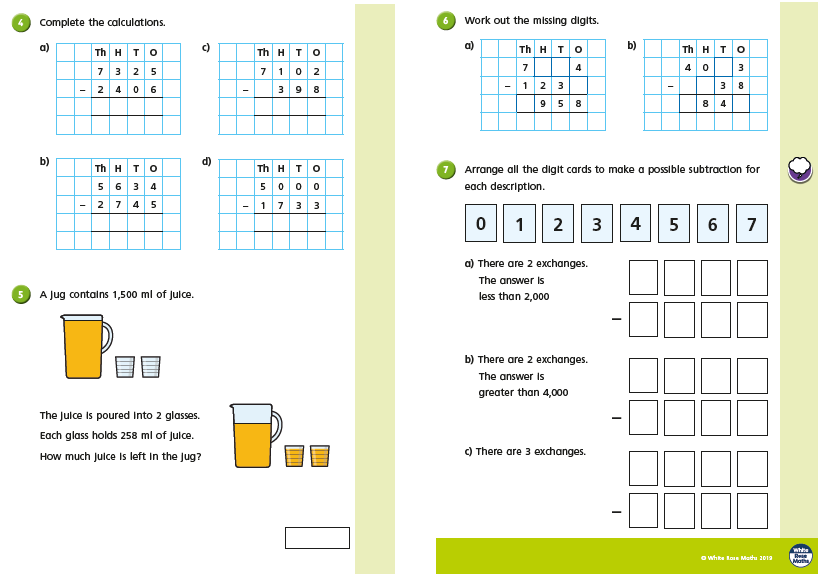 4 Complete the calculations.
a)
Th H T O
7 3 2 5
– 2 4 0 6
c)
Th H T O
7 1 0 2
– 3 9 8
b)
Th H T O
5 6 3 4
– 2 7 4 5
d)
Th H T O
5 0 0 0
– 1 7 3 3
5 A jug contains 1,500 ml of juice.
The juice is poured into 2 glasses.
Each glass holds 258 ml of juice.
How much juice is left in the jug?
6 Work out the missing digits.
a)
Th H T O
7 4
– 1 2 3
9 5 8
b)
Th H T O
4 0 3
– 3 8
8 4
7 Arrange all the digit cards to make a possible subtraction for
each description.
0 1 2 3 4 5 6 7
a) There are 2 exchanges.
The answer is
less than 2,000
–
b) There are 2 exchanges.
The answer is
greater than 4,000
–
c) There are 3 exchanges.
–
© White Rose Maths 2018
White
Rose
Maths